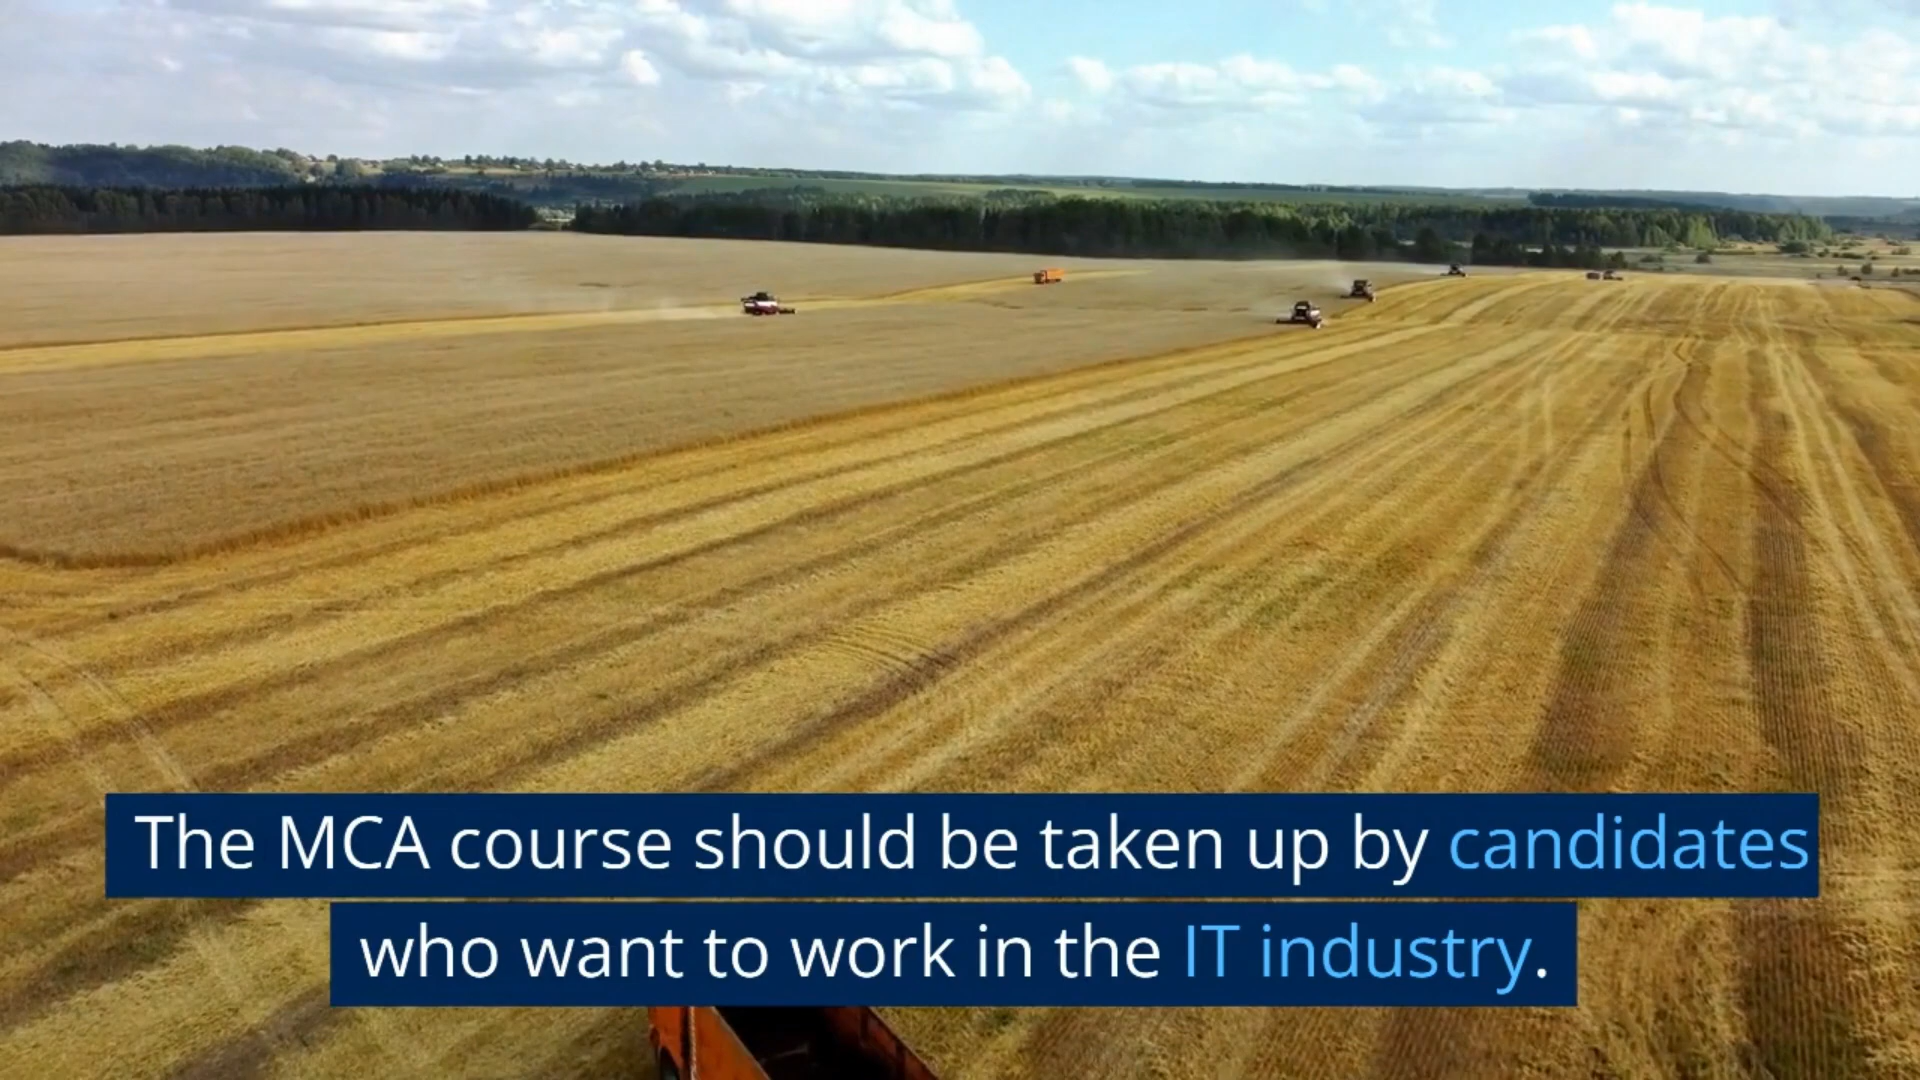 The MCA course should be taken up by candidates
who want to work in the IT industry.